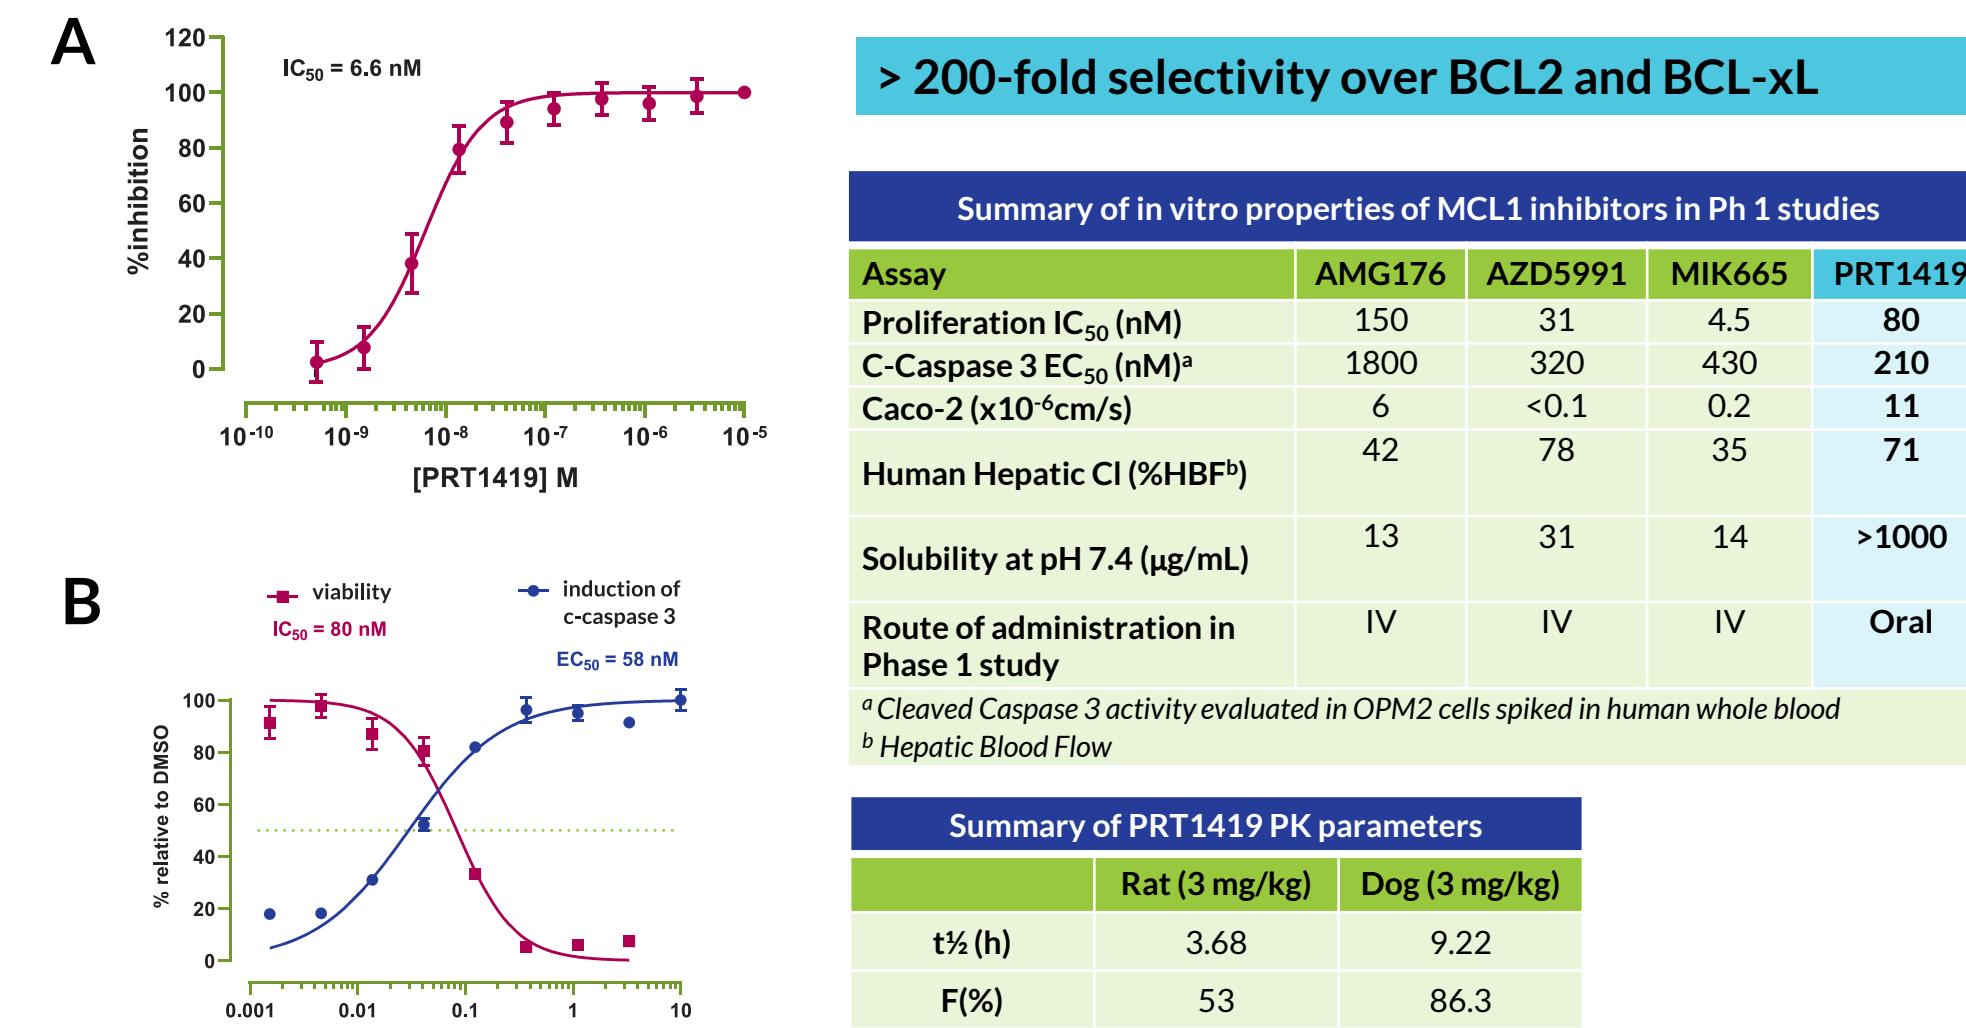 A
120
100
80
60
40
20
0
%inhibition
IC50 = 6.6 nM
10-10 10-9 10-8 10-7 10-6 10-5
[PRT1419] M
B
viability
IC50 = 80 nM
induction of
c-caspase 3
EC50 = 58 nM
100
80
60
40
20
0
% relative to DMSO
0.001 0.01 0.1 1 10
> 200-fold selectivity over BCL2 and BCL-xL
Summary of in vitro properties of MCL1 inhibitors in Ph 1 studies
Assay AMG176 AZD5991 MIK665 PRT1419
Proliferation IC50 (nM) 150 31 4.5 80
C-Caspase 3 EC50 (nM)a 1800 320 430 210
Caco-2 (x10-6cm/s) 6 <0.1 0.2 11
Human Hepatic Cl (%HBFb) 42 78 35 71
Solubility at pH 7.4 (µg/mL) 13 31 14 >1000
Route of administration in IV IV IV Oral
Phase 1 study
a Cleaved Caspase 3 activity evaluated in OPM2 cells spiked in human whole blood
b Hepatic Blood Flow
Summary of PRT1419 PK parameters
Rat (3 mg/kg) Dog (3 mg/kg)
t½ (h) 3.68 9.22
F(%) 53 86.3